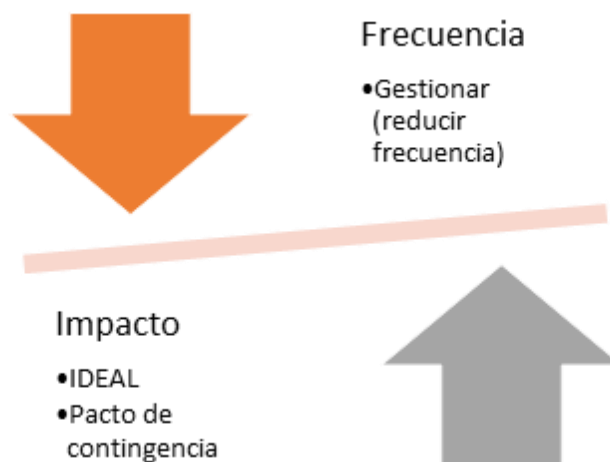 Frecuencia
•Gestionar
(reducir
frecuencia)
Impacto
•IDEAL
•Pacto de
contingencia